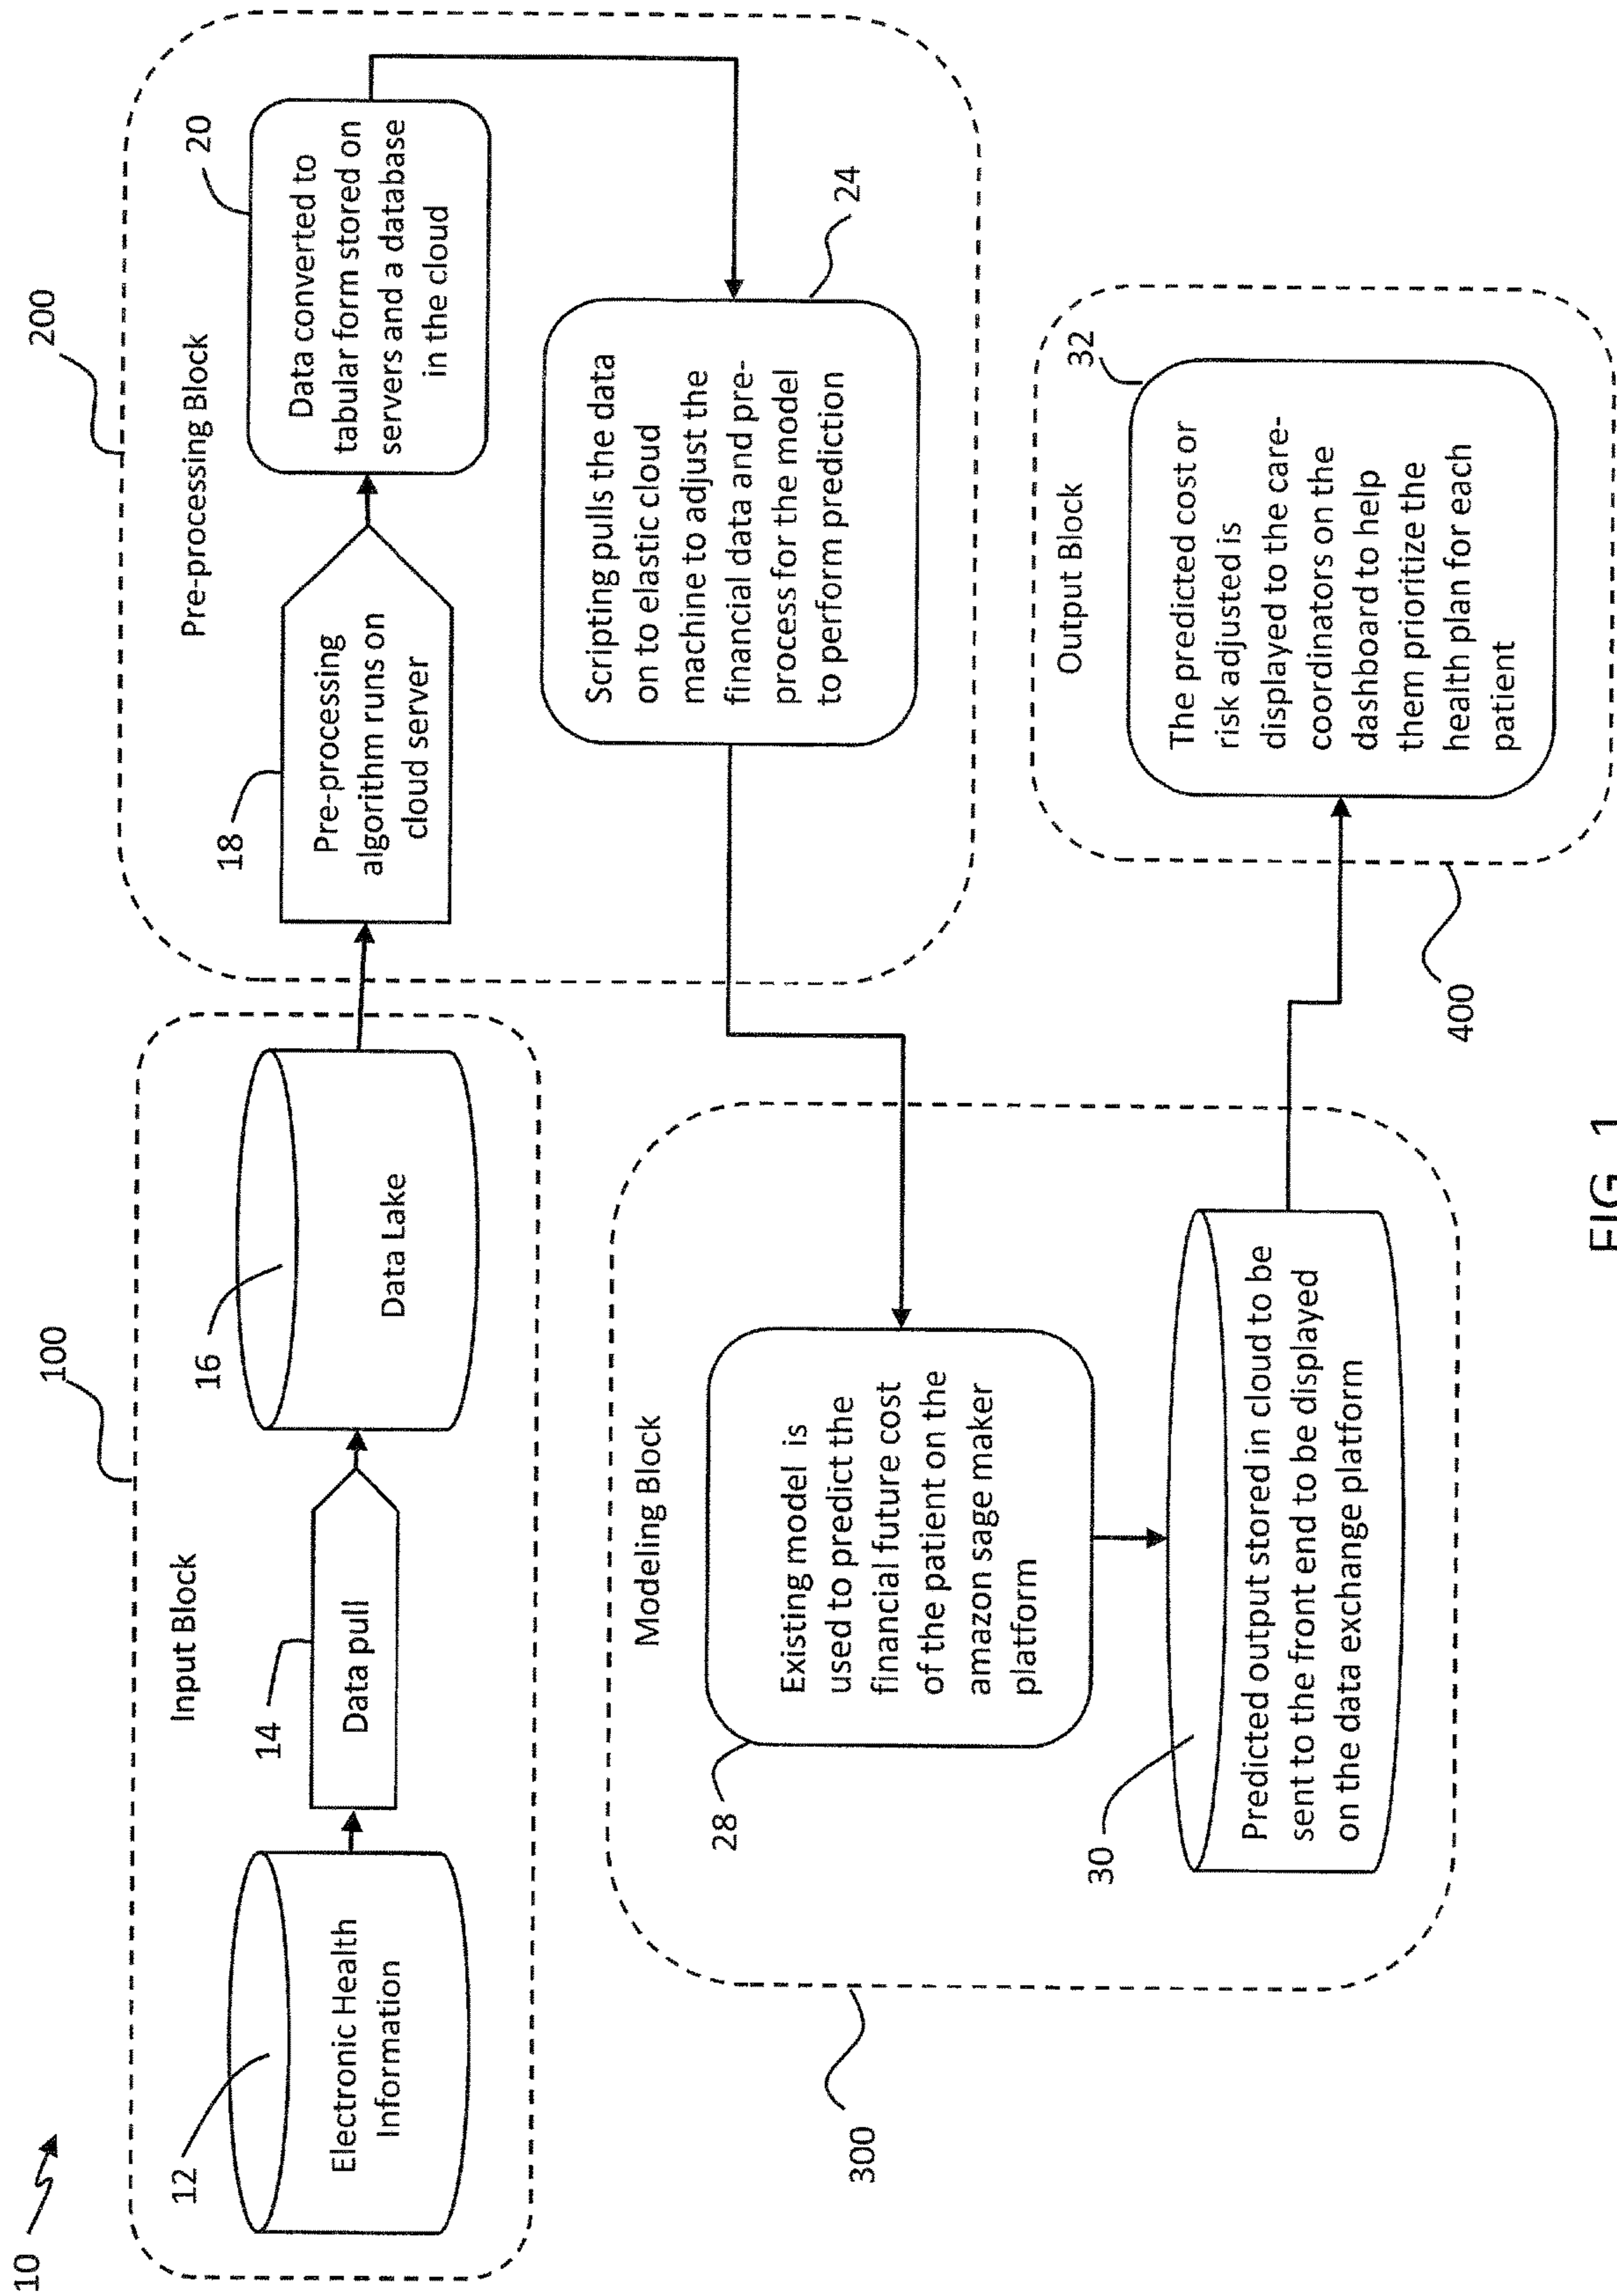 10
100
Input Block
12
Electronic Health
Information
14
Data pull
16
Data Lake
200
Pre-processing Block
18
Pre-processing
algorithm runs on
cloud server
20
Data converted to
tabular form stored on
servers and a database
in the cloud
Scripting pulls the data
on to elastic cloud
machine to adjust the
financial data and pre-
process for the model
to perform prediction
24
300
Modeling Block
28
Existing model is
used to predict the
financial future cost
of the patient on the
amazon sage maker
platform
30
Predicted output stored in cloud to be
sent to the front end to be displayed
on the data exchange platform
400
Output Block
32
The predicted cost or
risk adjusted is
displayed to the care-
coordinators on the
dashboard to help
them prioritize the
health plan for each
patient
FIG. 1